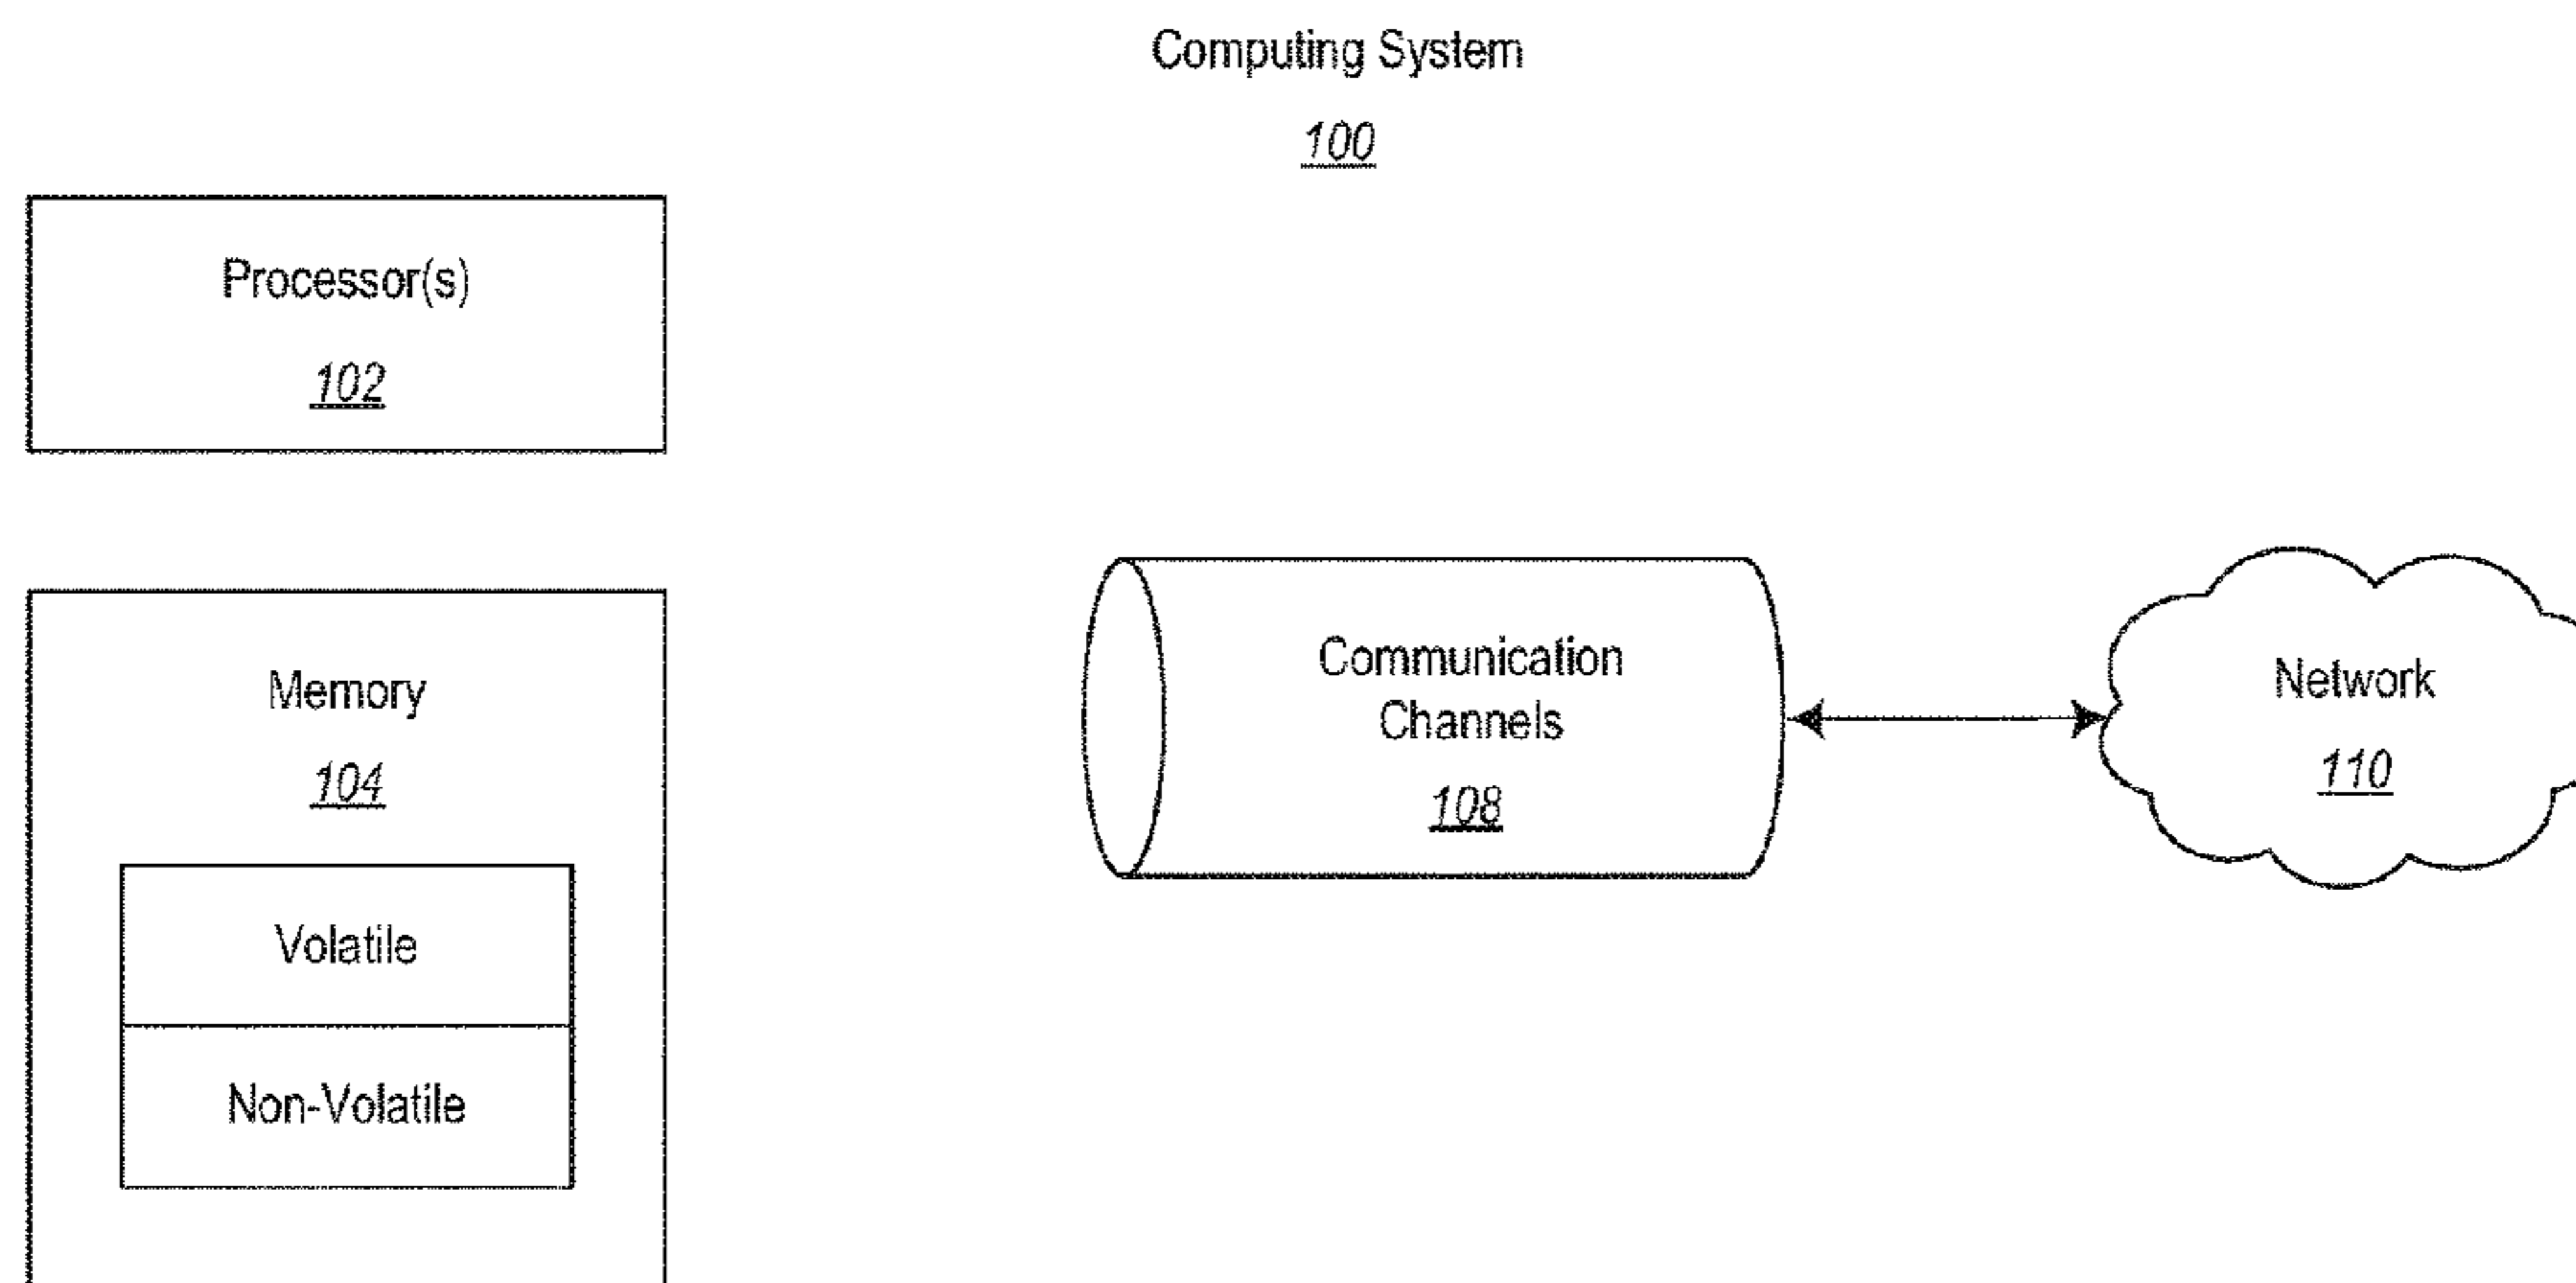 Computing System
100
Processor(s)
102
Memory
104
Volatile
Non-Volatile
Communication
Channels
108
Network
110